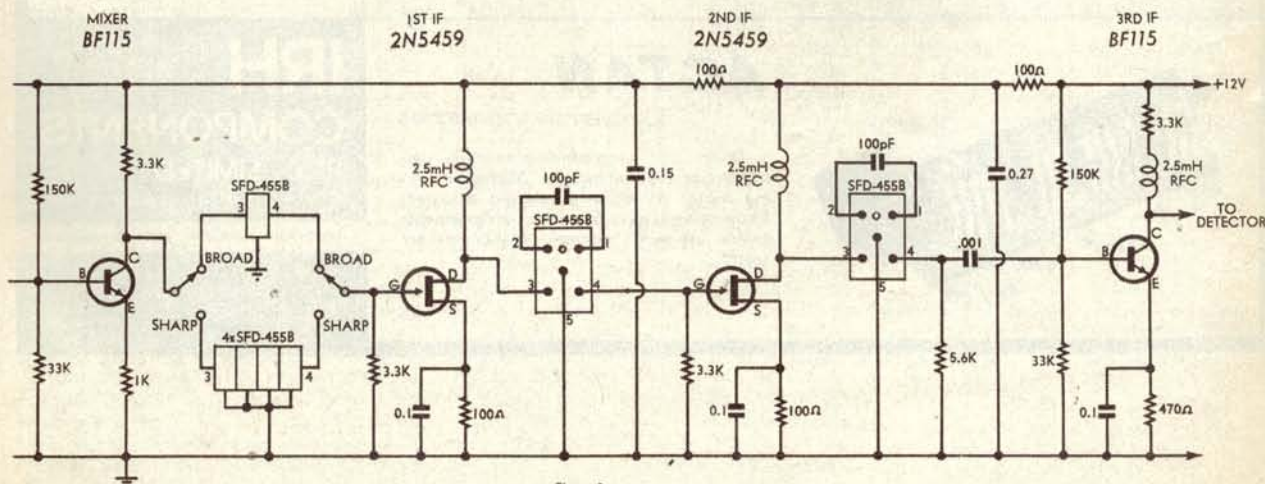 MIXER
BF115
1ST IF
2N5459
2ND IF
2N5459
3RD IF
BF115
100Ω
100Ω
+12V
3.3K
2.5mH
RFC
2.5mH
RFC
3.3K
150K
SFD-455B
3 4
100pF
0.15
100pF
0.27
150K
2.5mH
RFC
SFD-455B
2 1
SFD-455B
2 1
TO
DETECTOR
C
B
E
BROAD
BROAD
D
G
S
3 4
5
D
G
S
3 4
5
.001
C
B
E
SHARP
SHARP
4xSFD-455B
3 4
33K
1K
3.3K
0.1
100Ω
3.3K
0.1
100Ω
5.6K
33K
0.1
470Ω